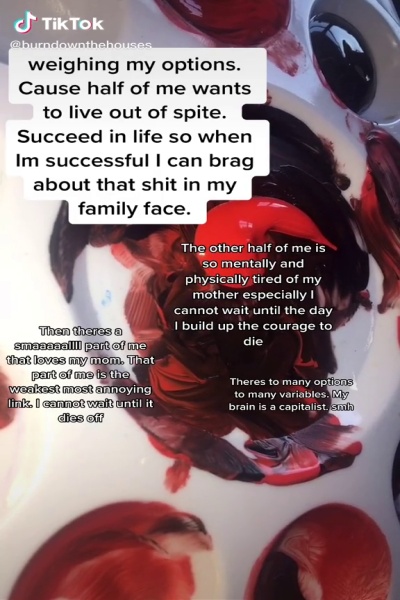 TikTok
@burndownthehouses
weighing my options.
Cause half of me wants
to live out of spite.
Succeed in life so when
Im successful I can brag
about that shit in my
family face.
The other half of me is
so mentally and
physically tired of my
mother especially I
cannot wait until the day
I build up the courage to
die
Then theres a
smaaaaallll part of me
that loves my mom. That
part of me is the
weakest most annoying
link. I cannot wait until it
dies off
Theres to many options
to many variables. My
brain is a capitalist. smh